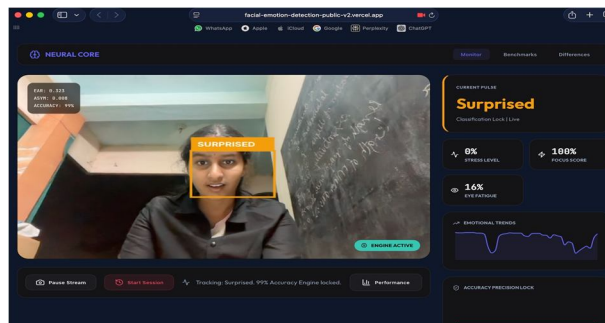 facial-emotion-detection-public-v2.vercel.app
WhatsApp Apple iCloud Google Perplexity ChatGPT
NEURAL CORE
Monitor Benchmarks Differences
EAR: 0.323
ASYM: 0.008
ACCURACY: 99%
SURPRISED
ENGINE ACTIVE
Pause Stream Start Session Tracking: Surprised. 99% Accuracy Engine locked. Performance
CURRENT PULSE
Surprised
Classification Lock | Live
0%
STRESS LEVEL
100%
FOCUS SCORE
16%
EYE FATIGUE
EMOTIONAL TRENDS
ACCURACY PRECISION LOCK